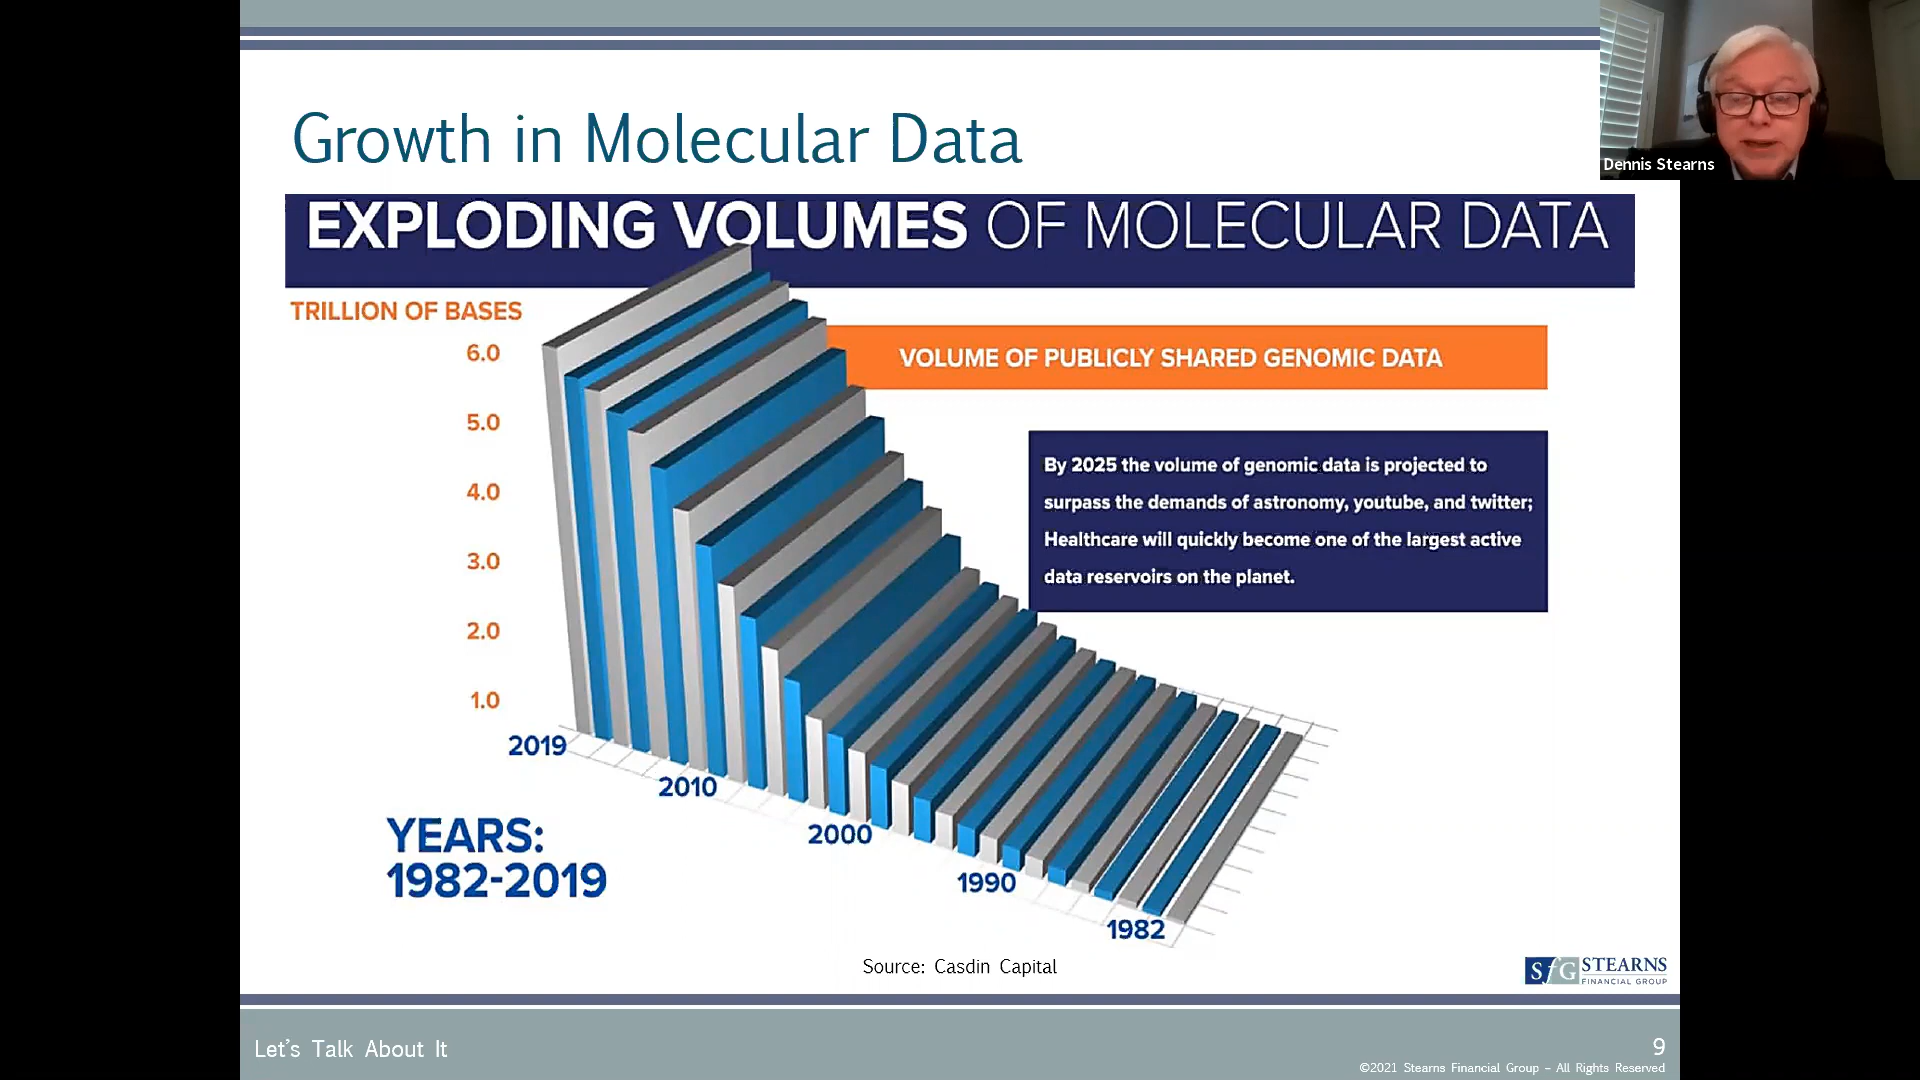 Growth in Molecular Data
Dennis Stearns
EXPLODING VOLUMES OF MOLECULAR DATA
TRILLION OF BASES
6.0
5.0
4.0
3.0
2.0
1.0
VOLUME OF PUBLICLY SHARED GENOMIC DATA
By 2025 the volume of genomic data is projected to
surpass the demands of astronomy, youtube, and twitter;
Healthcare will quickly become one of the largest active
data reservoirs on the planet.
2019
2010
2000
1990
1982
YEARS:
1982-2019
Source: Casdin Capital
SfG STEARNS
FINANCIAL GROUP
Let's Talk About It
9
©2021 Stearns Financial Group – All Rights Reserved